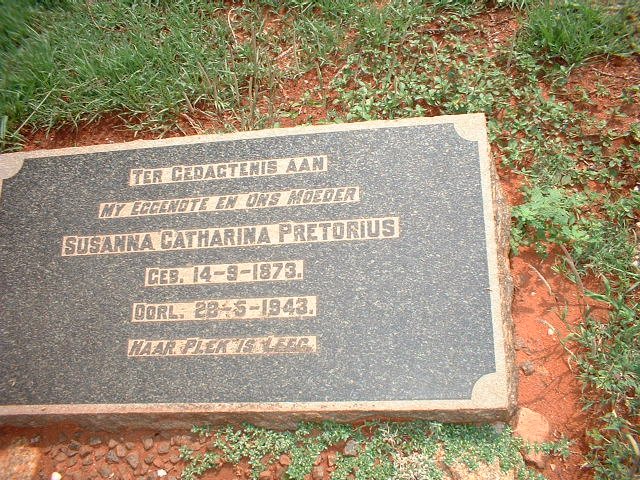 TER GEDAGTENIS AAN
MY EGGENOTE EN ONS MOEDER
SUSANNA CATHARINA PRETORIUS
GEB. 14-9-1873.
OORL. 28-5-1943.
HAAR PLEK IS LEEG.